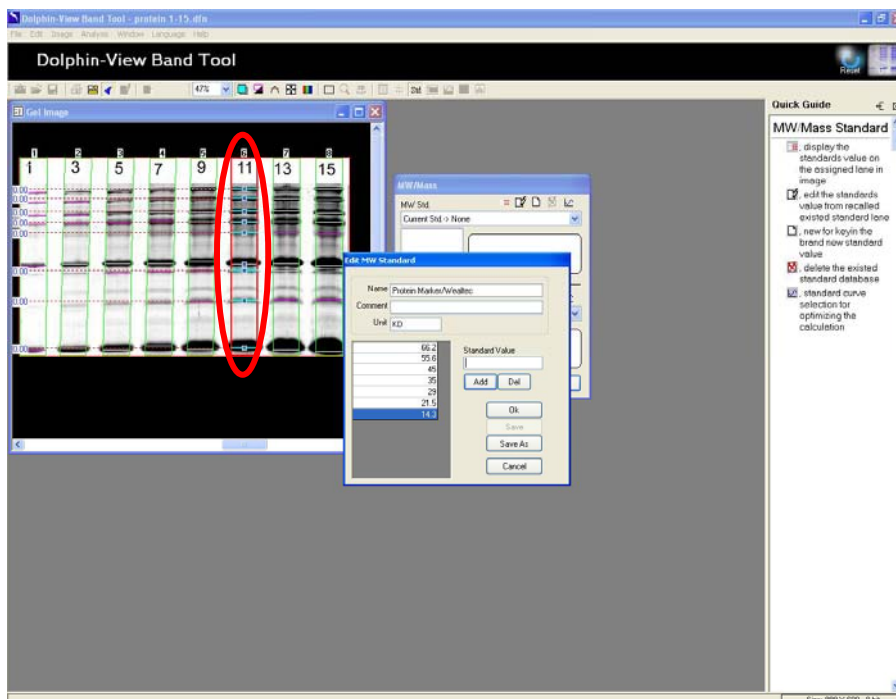 Dolphin-View Band Tool - protein 1-15.dfn
File Edit Image Analysis Window Language Help
Dolphin-View Band Tool
Reset
47%
Std
Gel Image
1 2 3 4 5 6 7 8
1 3 5 7 9 11 13 15
MW/Mass
MW Std.
Current Std.-> None
Edit MW Standard
Name Protein Marker/Wealtec
Comment
Unit KD
66.2
55.6
45
35
29
21.5
14.3
Standard Value
Add Del
Ok
Save
Save As
Cancel
Quick Guide
MW/Mass Standard
, display the
standards value on
the assigned lane in
image
, edit the standards
value from recalled
existed standard lane
, new for keyin the
brand new standard
value
, delete the existed
standard database
, standard curve
selection for
optimizing the
calculation